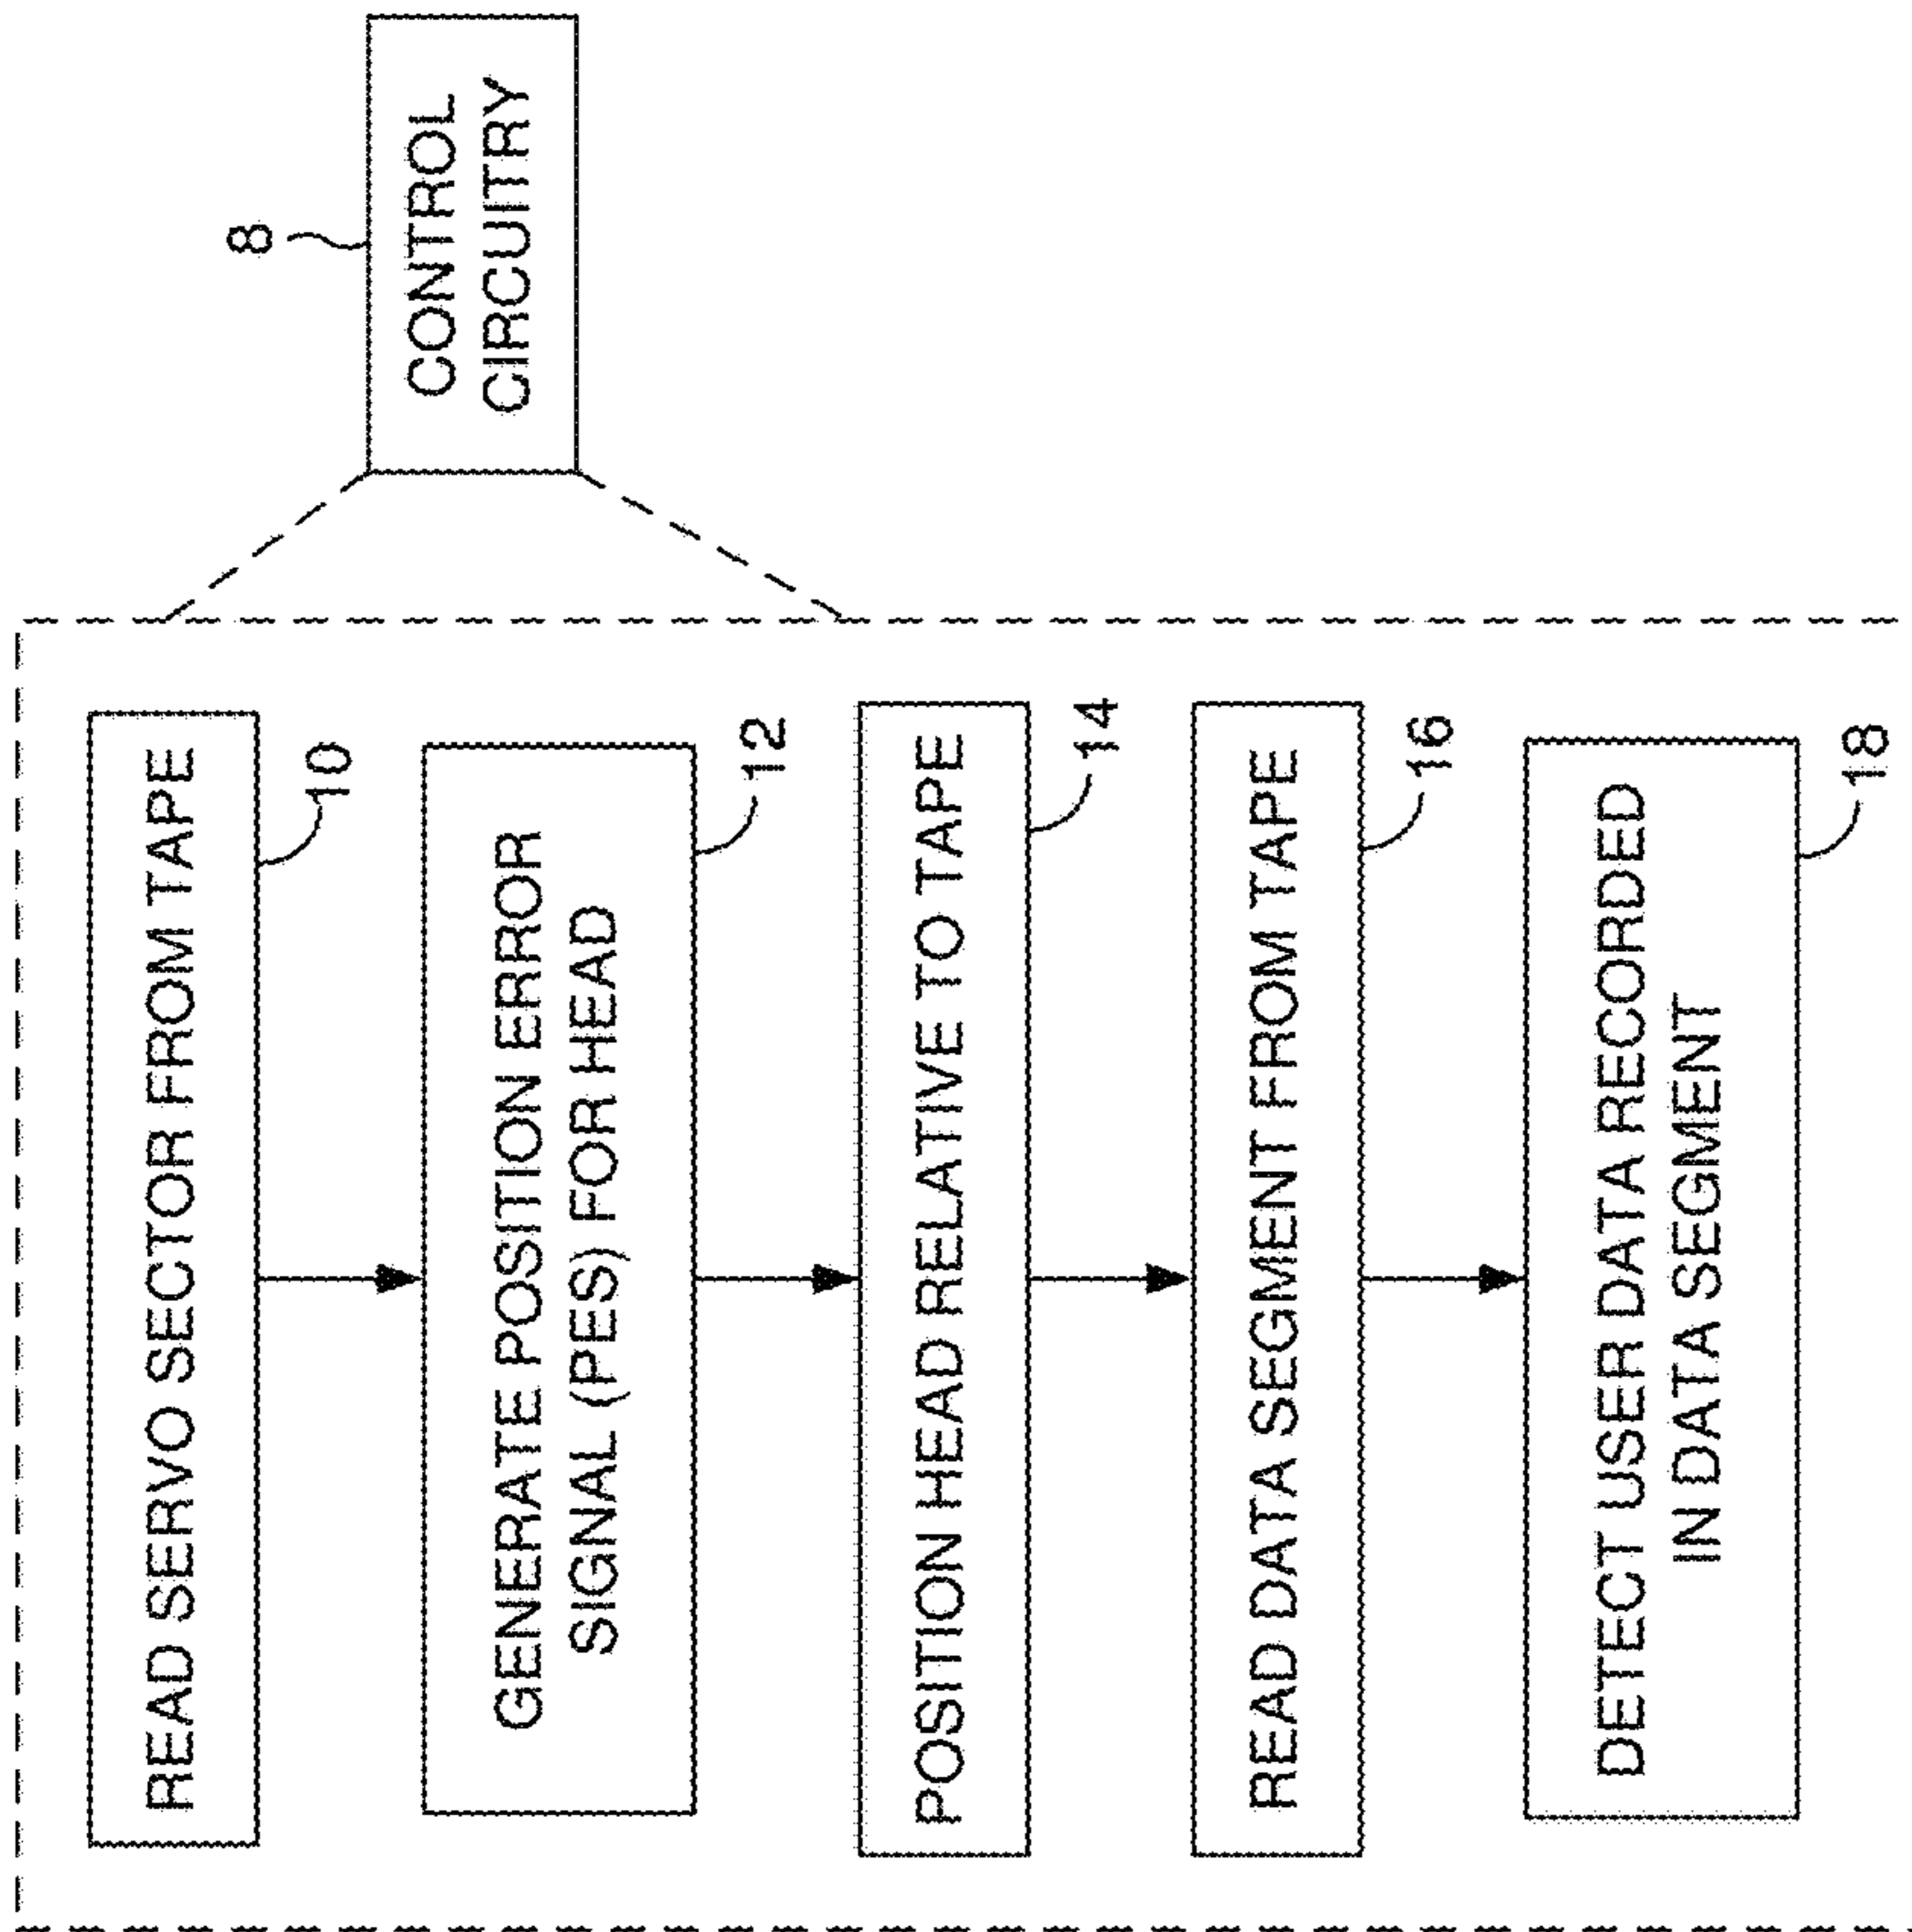 READ SERVO SECTOR FROM TAPE
10
GENERATE POSITION ERROR
SIGNAL (PES) FOR HEAD
12
POSITION HEAD RELATIVE TO TAPE
14
READ DATA SEGMENT FROM TAPE
16
DETECT USER DATA RECORDED
IN DATA SEGMENT
18
8
CONTROL
CIRCUITRY